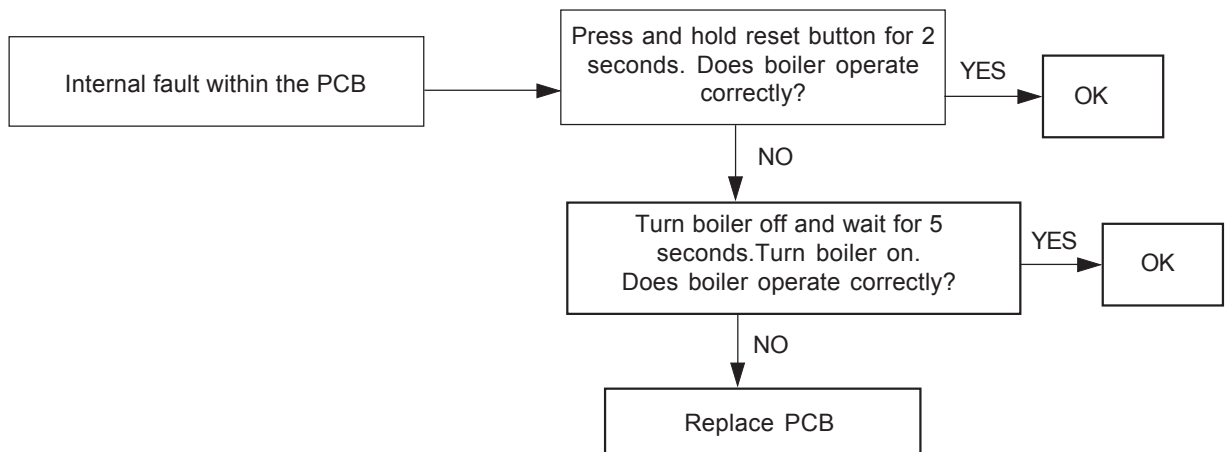 Internal fault within the PCB
Press and hold reset button for 2
seconds. Does boiler operate
correctly?
YES
OK
NO
Turn boiler off and wait for 5
seconds.Turn boiler on.
Does boiler operate correctly?
YES
OK
NO
Replace PCB